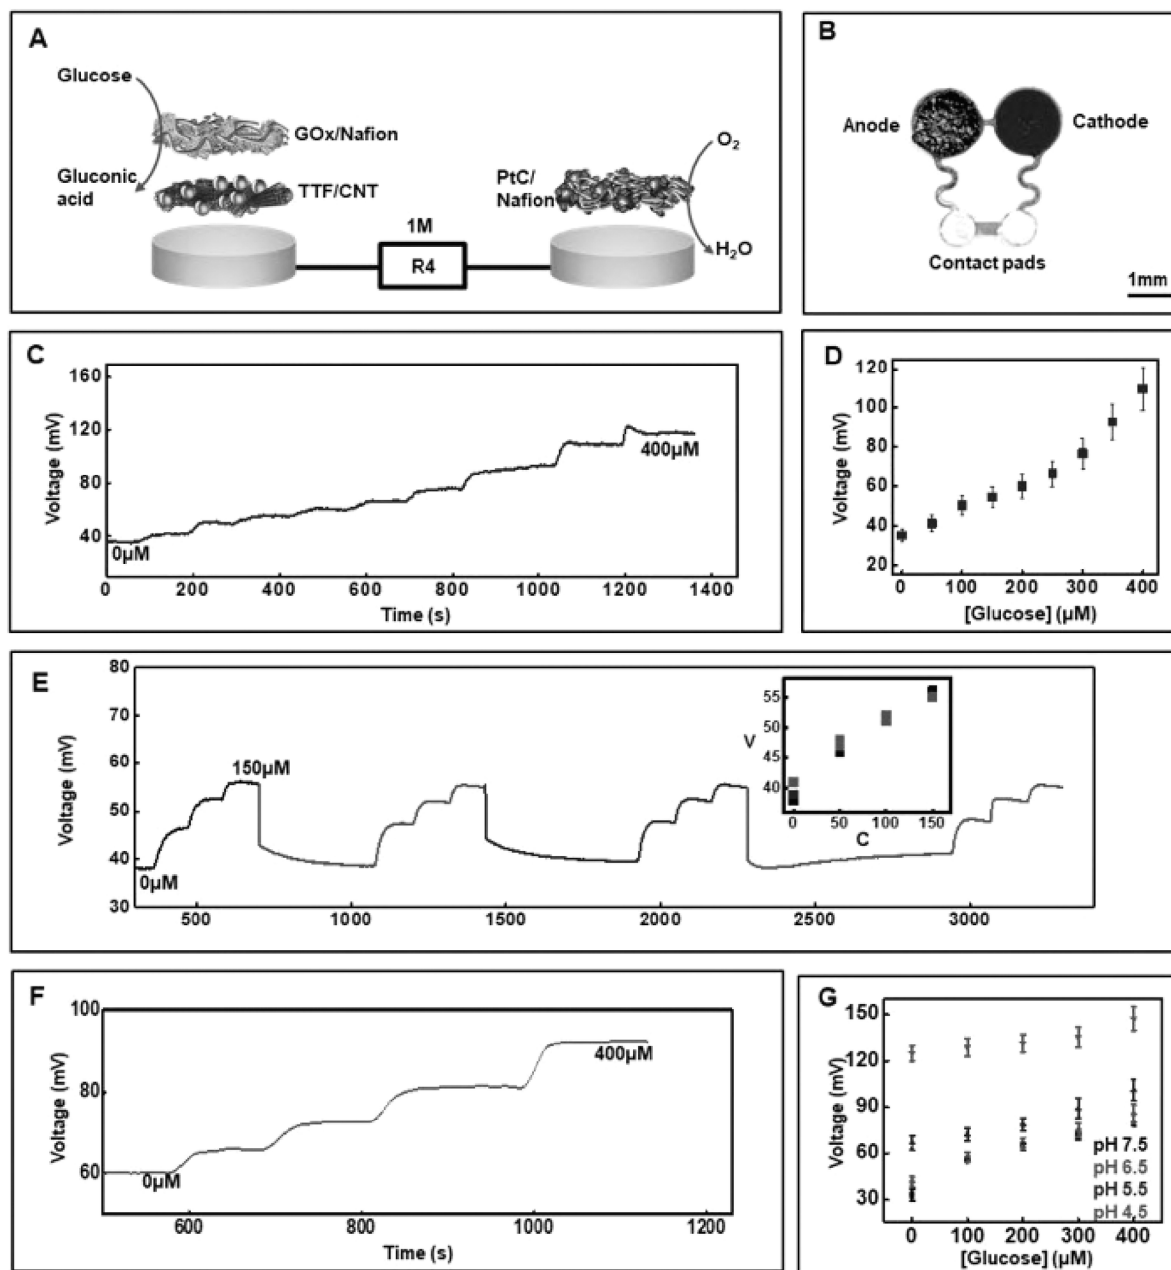 A
Glucose
GOx/Nafion
Gluconic
acid
TTF/CNT
PtC/
Nafion
O2
H2O
1M
R4
B
Anode
Cathode
Contact pads
1mm
C
Voltage (mV)
160
120
80
40
0µM
400µM
0 200 400 600 800 1000 1200 1400
Time (s)
D
Voltage (mV)
120
100
80
60
40
20
0 100 200 300 400
[Glucose] (µM)
E
Voltage (mV)
80
70
60
50
40
30
0µM
150µM
500 1000 1500 2000 2500 3000
V
55
50
45
40
0 50 100 150
C
F
Voltage (mV)
100
80
60
0µM
400µM
600 800 1000 1200
Time (s)
G
Voltage (mV)
150
120
90
60
30
pH 7.5
pH 6.5
pH 5.5
pH 4.5
0 100 200 300 400
[Glucose] (µM)